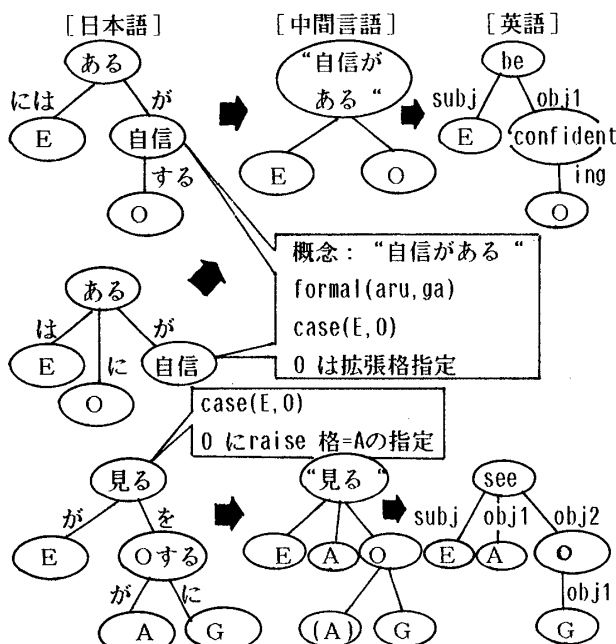 [日本語] [中間言語] [英語]
ある “自信が ある “ be
には が subj obj1
E 自信 E O E confident
する ing
O O
概念: “自信がある “
formal(aru,ga)
case(E,O)
O は拡張格指定
ある
は に が
E O 自信
case(E,O)
O にraise 格=Aの指定
見る “見る “ see
が を subj obj1 obj2
E Oする E A O E A O
が に obj1
A G (A) G G